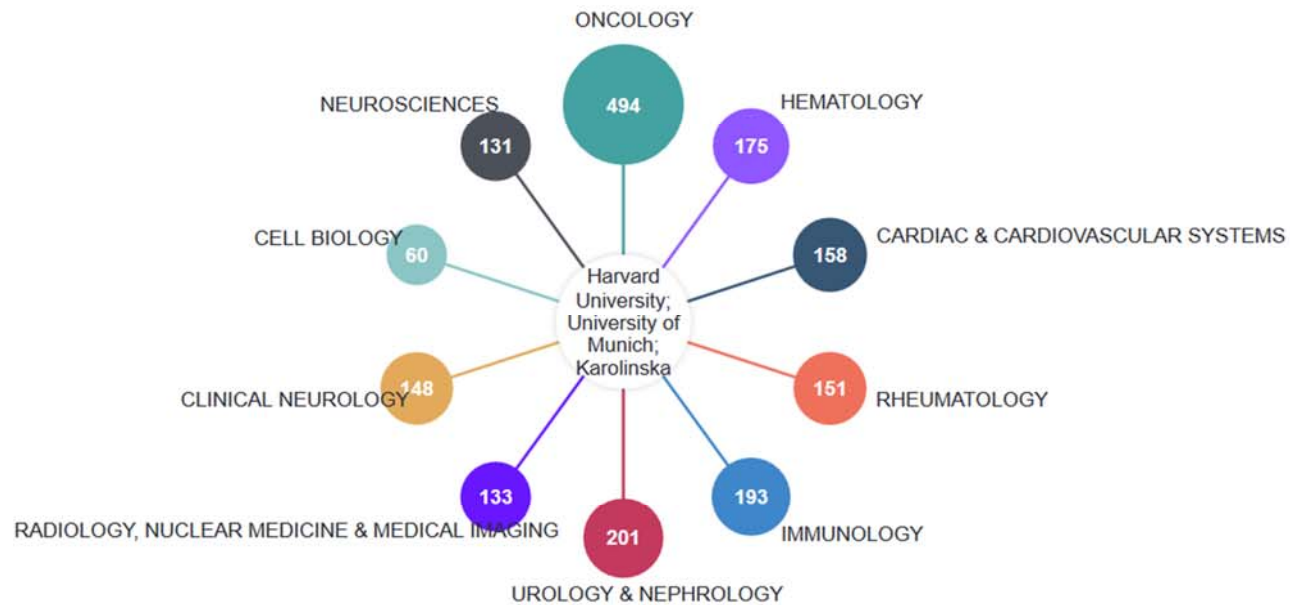 ONCOLOGY
494
NEUROSCIENCES
131
HEMATOLOGY
175
CELL BIOLOGY
60
CARDIAC & CARDIOVASCULAR SYSTEMS
158
Harvard
University;
University of
Munich;
Karolinska
CLINICAL NEUROLOGY
148
151
RHEUMATOLOGY
133
RADIOLOGY, NUCLEAR MEDICINE & MEDICAL IMAGING
193
IMMUNOLOGY
201
UROLOGY & NEPHROLOGY